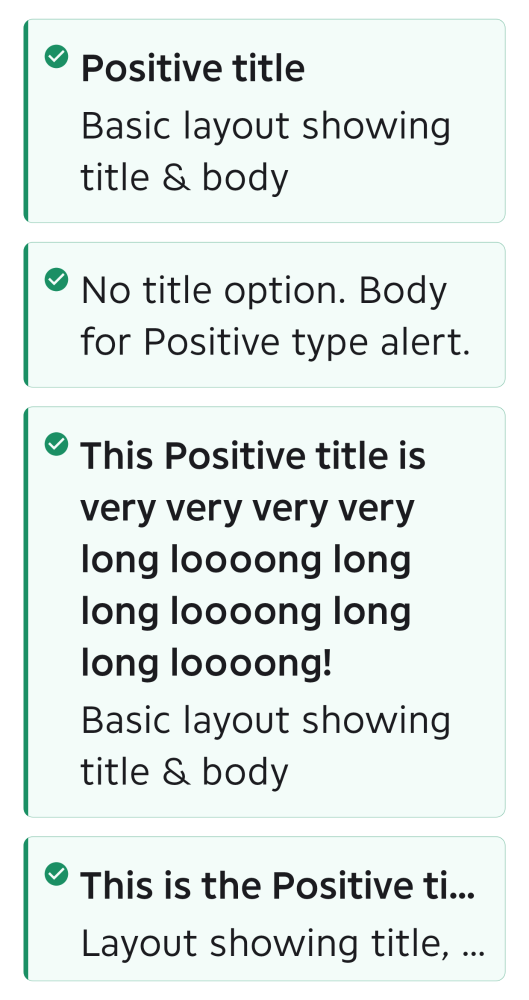 Positive title
Basic layout showing
title & body
No title option. Body
for Positive type alert.
This Positive title is
very very very very
long loooong long
long loooong long
long loooong!
Basic layout showing
title & body
This is the Positive ti...
Layout showing title, ...